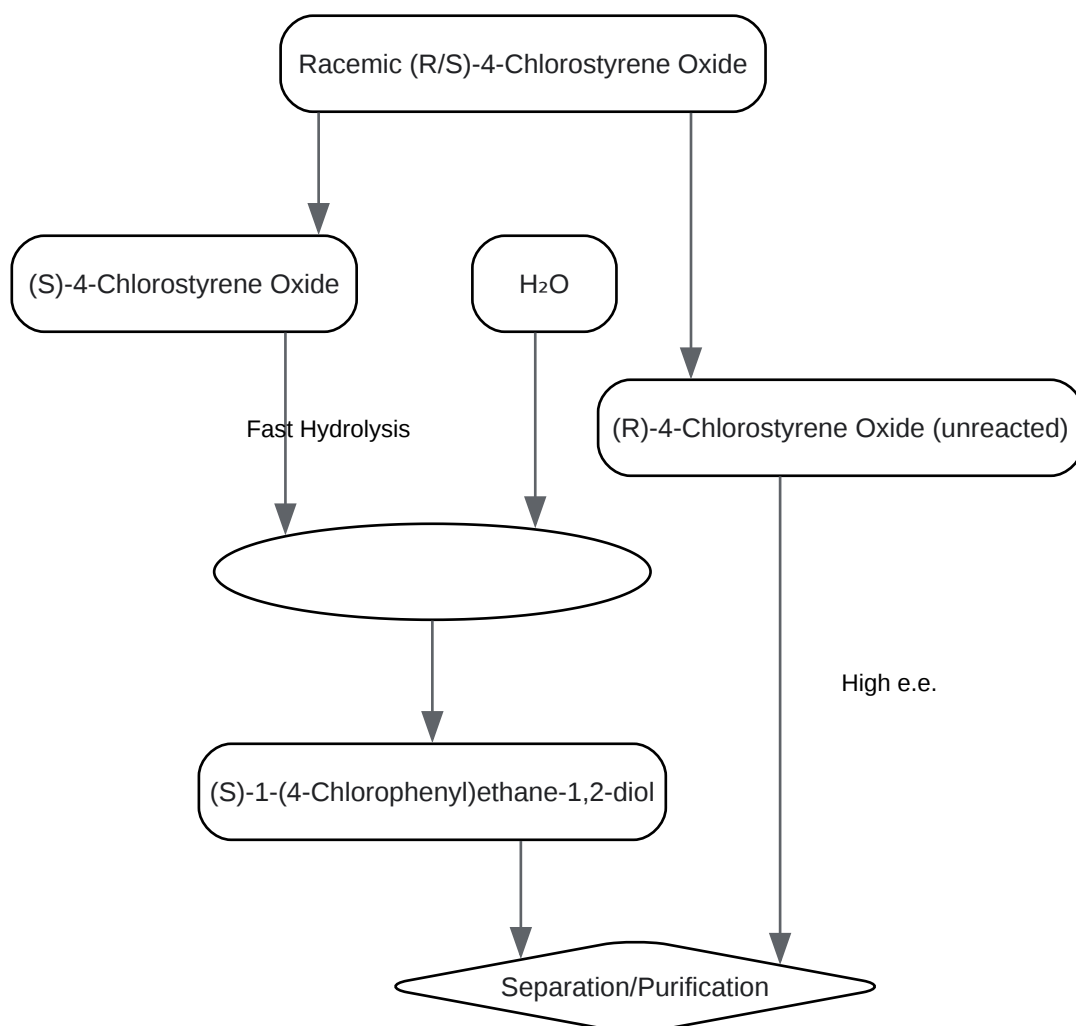 Racemic (R/S)-4-Chlorostyrene Oxide
(S)-4-Chlorostyrene Oxide
H₂O
(R)-4-Chlorostyrene Oxide (unreacted)
Fast Hydrolysis
High e.e.
(S)-1-(4-Chlorophenyl)ethane-1,2-diol
Separation/Purification